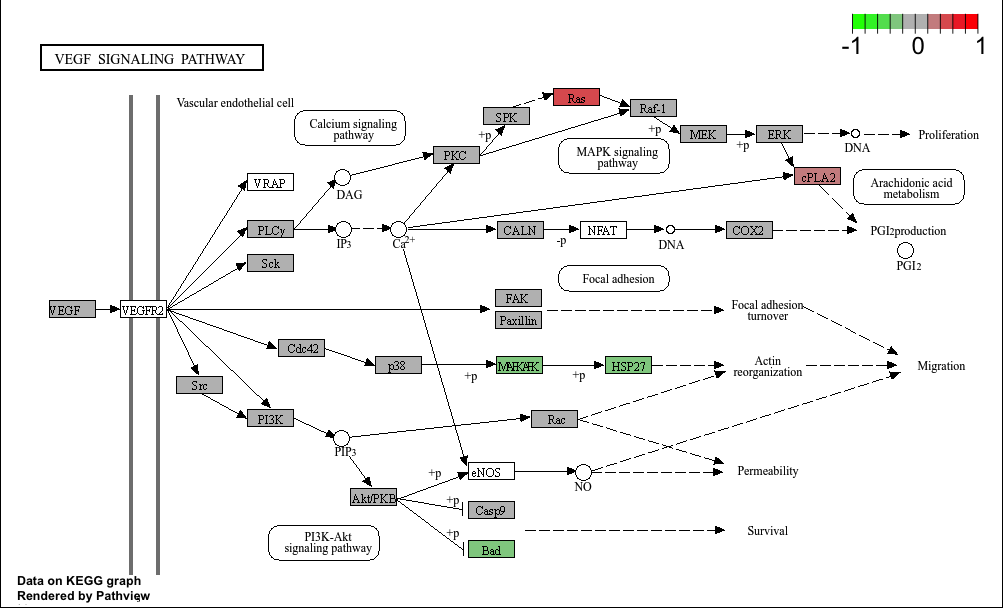 -1 0 1
VEGF SIGNALING PATHWAY
Vascular endothelial cell
Calcium signaling
pathway
SPK
Ras
Raf-1
+p
+p
MEK
+p
ERK
DNA
Proliferation
PKC
MAPK signaling
pathway
cPLA2
Arachidonic acid
metabolism
VRAP
DAG
PLCγ
IP3
Ca2+
CALN
-p
NFAT
DNA
COX2
PGI2production
PGI2
Sck
Focal adhesion
VEGF
VEGFR2
FAK
Paxillin
Focal adhesion
turnover
Cdc42
p38
+p
+p
HSP27
Actin
reorganization
Migration
Src
PI3K
Rac
PIP3
eNOS
+p
NO
Permeability
Akt/PKB
+p
Casp9
+p
Bad
Survival
PI3K-Akt
signaling pathway
Data on KEGG graph
Rendered by Pathview